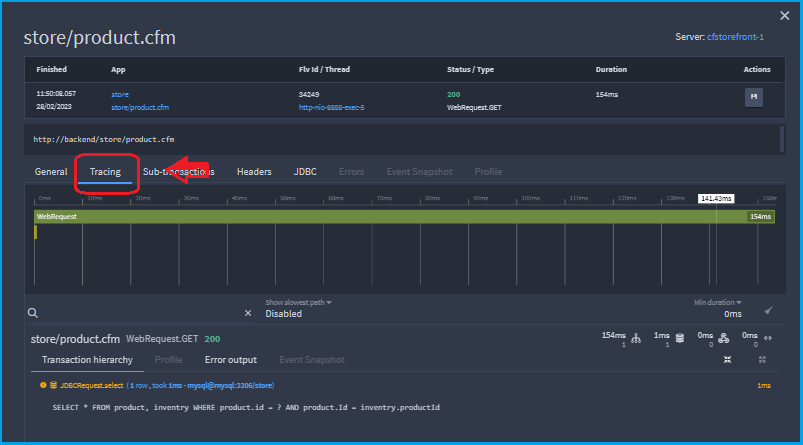 store/product.cfm
Server: cfstorefront-1
Finished App Flv Id / Thread Status / Type Duration Actions
11:50:08.057 store 34249 200 154ms
28/02/2023 store/product.cfm http-nio-8888-exec-5 WebRequest.GET
http://backend/store/product.cfm
General Tracing Sub-transactions Headers JDBC Errors Event Snapshot Profile
0ms 10ms 20ms 30ms 40ms 50ms 60ms 70ms 80ms 90ms 100ms 110ms 120ms 130ms 141.43ms 150m
WebRequest 154ms
Show slowest path Min duration
Disabled 0ms
store/product.cfm WebRequest.GET 200 154ms 1ms 0ms 0ms
1 1 0 0
Transaction hierarchy Profile Error output Event Snapshot
JDBCRequest.select (1 row, took 1ms - mysql@mysql:3306/store) 1ms
SELECT * FROM product, inventry WHERE product.id = ? AND product.Id = inventry.productId